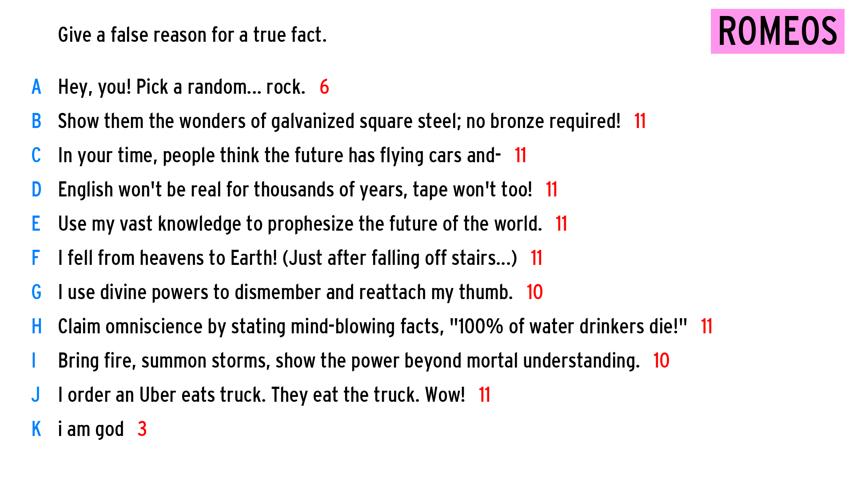 Give a false reason for a true fact.
ROMEOS
A Hey, you! Pick a random... rock. 6
B Show them the wonders of galvanized square steel; no bronze required! 11
C In your time, people think the future has flying cars and- 11
D English won't be real for thousands of years, tape won't too! 11
E Use my vast knowledge to prophesize the future of the world. 11
F I fell from heavens to Earth! (Just after falling off stairs...) 11
G I use divine powers to dismember and reattach my thumb. 10
H Claim omniscience by stating mind-blowing facts, "100% of water drinkers die!" 11
I Bring fire, summon storms, show the power beyond mortal understanding. 10
J I order an Uber eats truck. They eat the truck. Wow! 11
K i am god 3